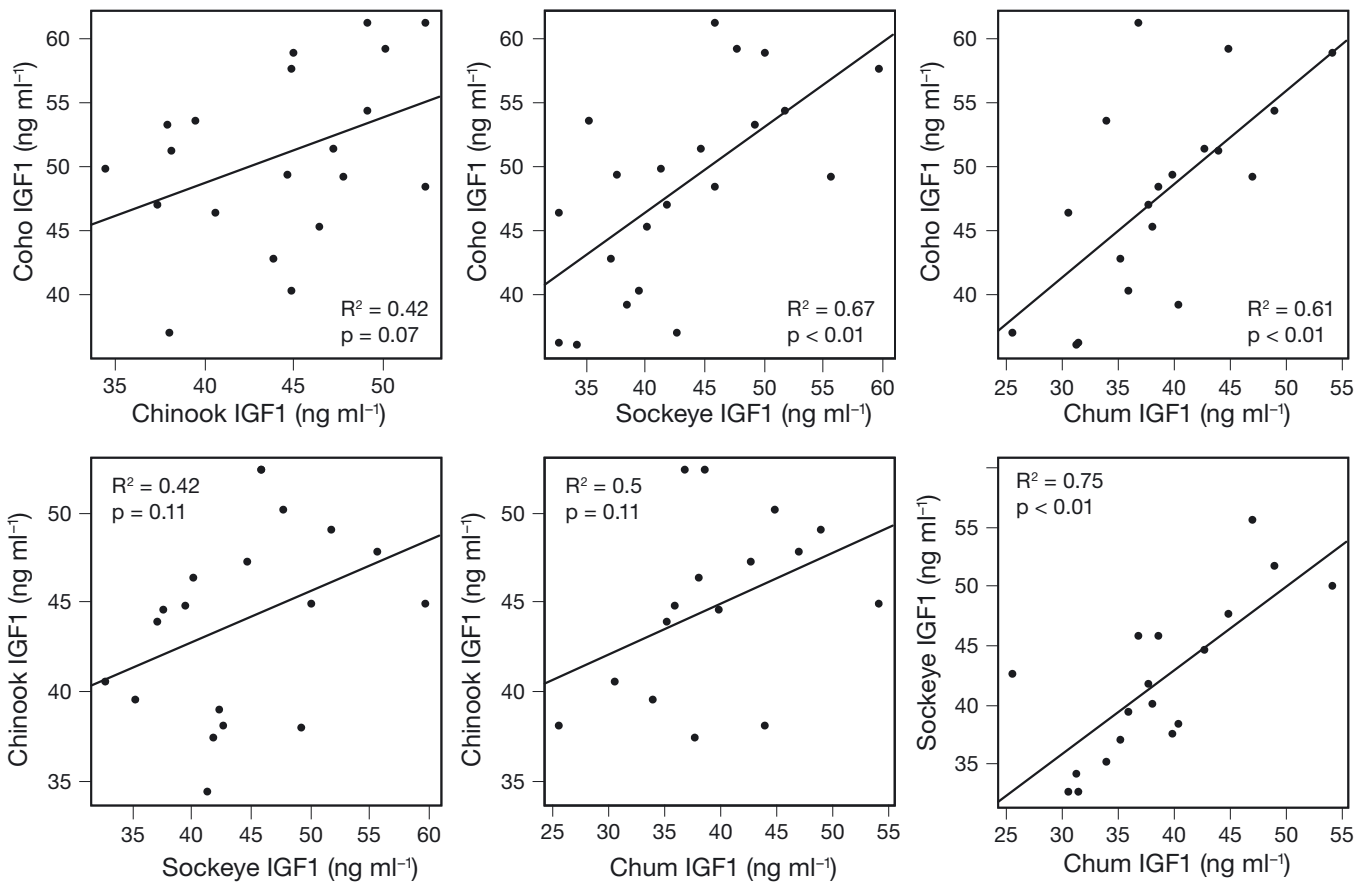 60
55
50
45
40
Coho IGF1 (ng ml⁻¹)
R² = 0.42
p = 0.07
35 40 45 50
Chinook IGF1 (ng ml⁻¹)
60
55
50
45
40
Coho IGF1 (ng ml⁻¹)
R² = 0.67
p < 0.01
35 40 45 50 55 60
Sockeye IGF1 (ng ml⁻¹)
60
55
50
45
40
Coho IGF1 (ng ml⁻¹)
R² = 0.61
p < 0.01
25 30 35 40 45 50 55
Chum IGF1 (ng ml⁻¹)
R² = 0.42
p = 0.11
50
45
40
35
Chinook IGF1 (ng ml⁻¹)
35 40 45 50 55 60
Sockeye IGF1 (ng ml⁻¹)
R² = 0.5
p = 0.11
50
45
40
35
Chinook IGF1 (ng ml⁻¹)
25 30 35 40 45 50 55
Chum IGF1 (ng ml⁻¹)
R² = 0.75
p < 0.01
55
50
45
40
35
Sockeye IGF1 (ng ml⁻¹)
25 30 35 40 45 50 55
Chum IGF1 (ng ml⁻¹)